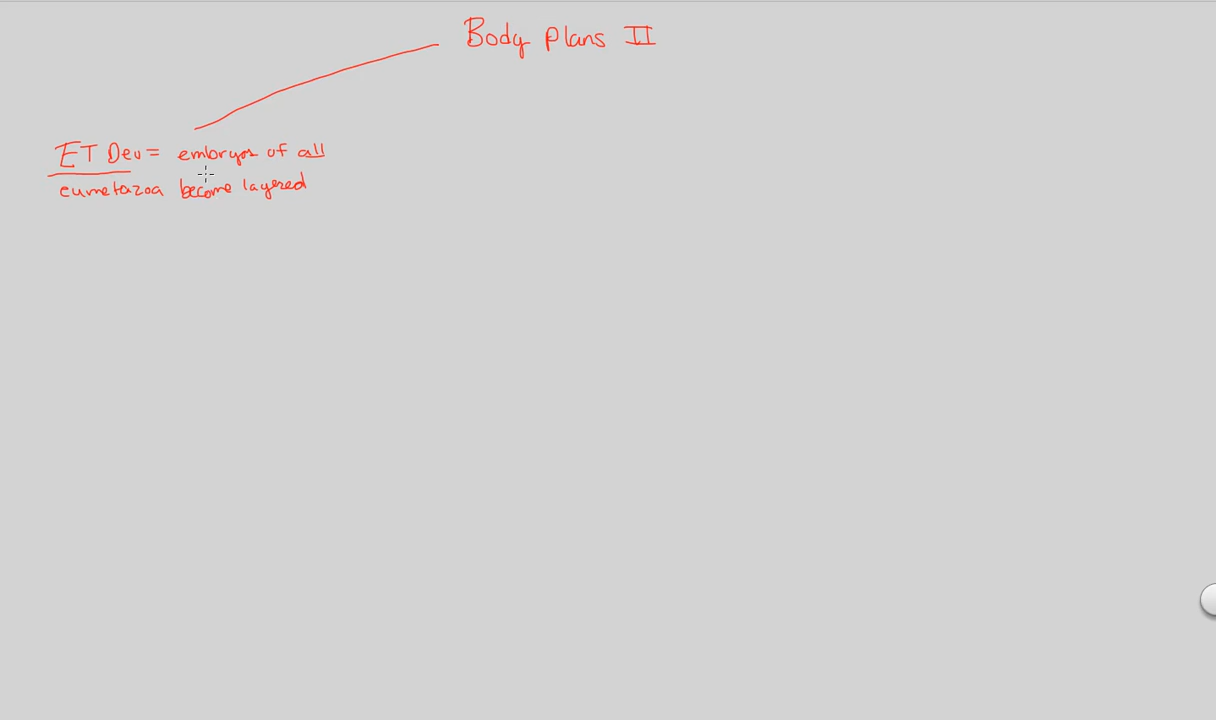 Body Plans II
ET Dev = embryos of all
eumetazoa become layered